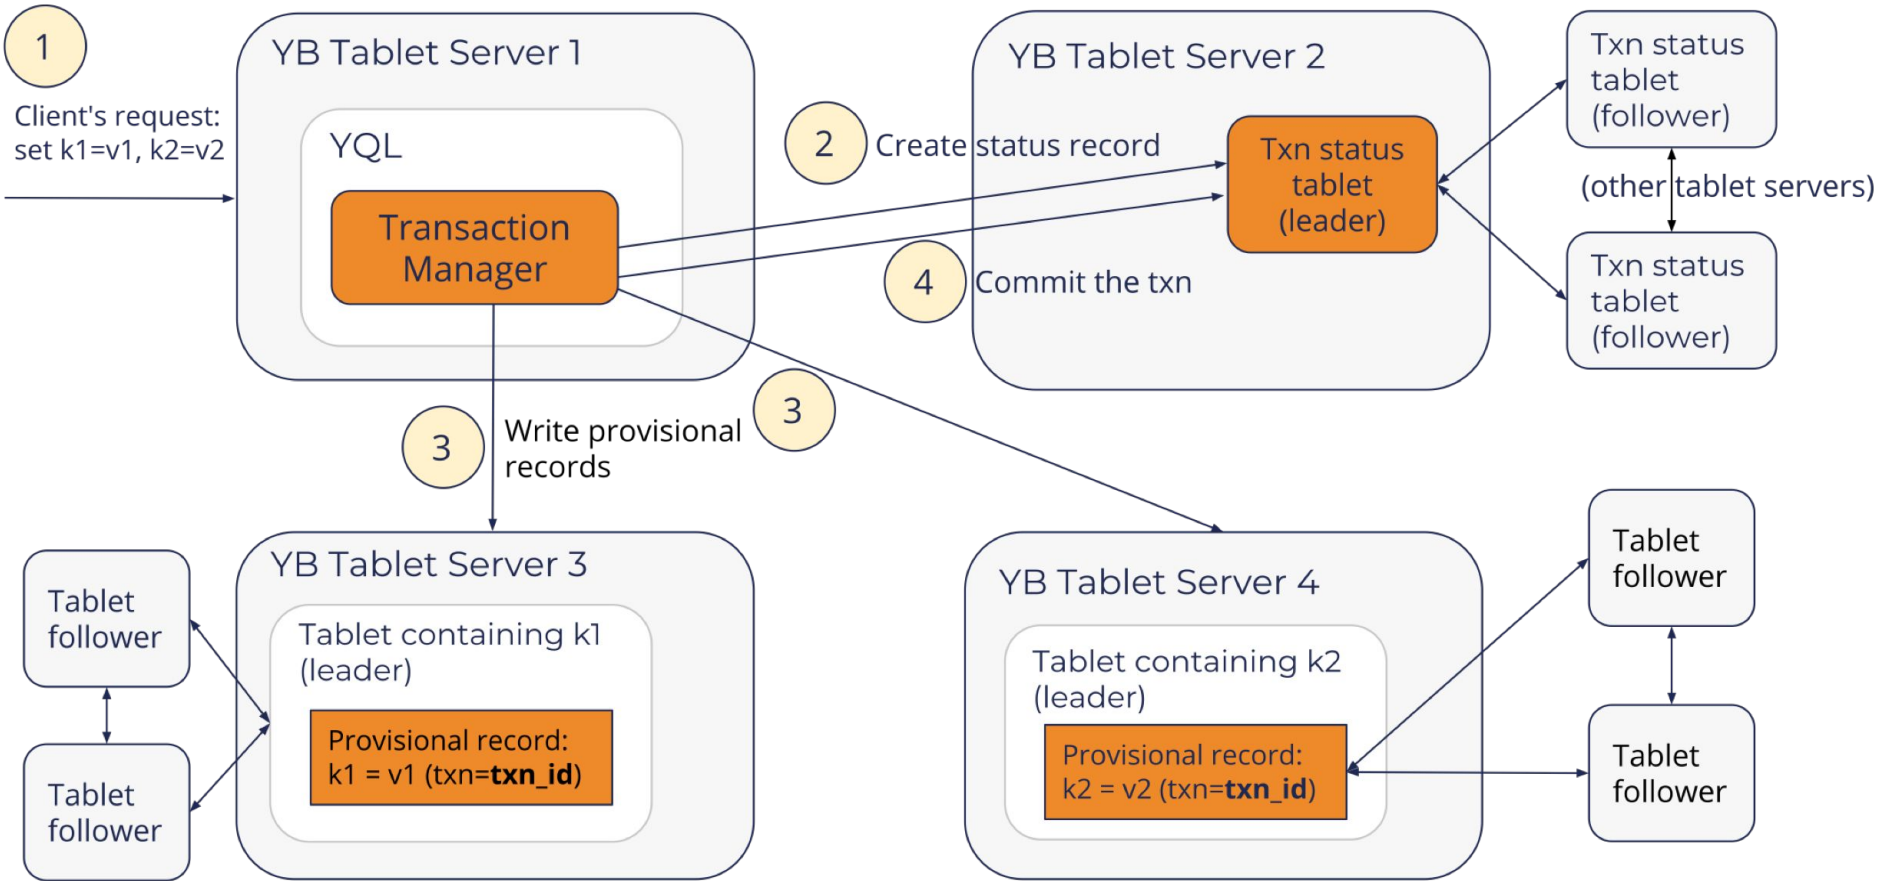 1
Client's request:
set k1=v1, k2=v2
YB Tablet Server 1
YQL
Transaction
Manager
2
Create status record
4
Commit the txn
YB Tablet Server 2
Txn status
tablet
(leader)
Txn status
tablet
(follower)
(other tablet servers)
Txn status
tablet
(follower)
3
Write provisional
records
3
Tablet
follower
Tablet
follower
YB Tablet Server 3
Tablet containing k1
(leader)
Provisional record:
k1 = v1 (txn=txn_id)
YB Tablet Server 4
Tablet containing k2
(leader)
Provisional record:
k2 = v2 (txn=txn_id)
Tablet
follower
Tablet
follower